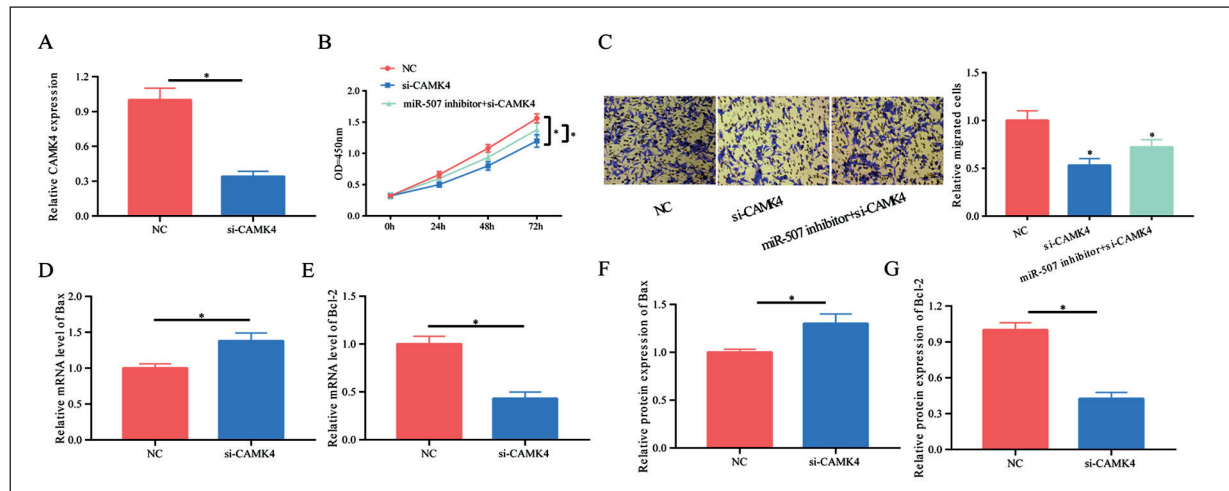 A
Relative CAMK4 expression
1.2
0.9
0.6
0.3
0.0
*
NC
si-CAMK4
B
NC
si-CAMK4
miR-507 inhibitor+si-CAMK4
OD=450nm
2.0
1.5
1.0
0.5
0.0
* *
0h
24h
48h
72h
C
NC
si-CAMK4
miR-507 inhibitor+si-CAMK4
Relative migrated cells
1.5
1.0
0.5
0.0
*
*
NC
si-CAMK4
miR-507 inhibitor+si-CAMK4
D
Relative mRNA level of Bax
2.0
1.5
1.0
0.5
0.0
*
NC
si-CAMK4
E
Relative mRNA level of Bcl-2
1.5
1.0
0.5
0.0
*
NC
si-CAMK4
F
Relative protein expression of Bax
2.0
1.5
1.0
0.5
0.0
*
NC
si-CAMK4
G
Relative protein expression of Bcl-2
1.2
0.9
0.6
0.3
0.0
*
NC
si-CAMK4